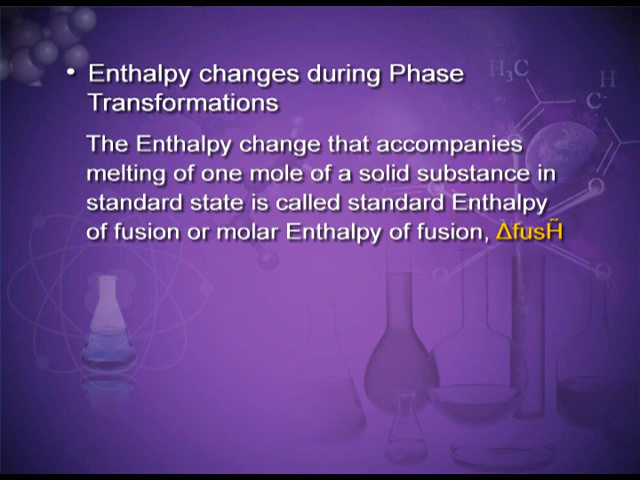 • Enthalpy changes during Phase
Transformations
The Enthalpy change that accompanies
melting of one mole of a solid substance in
standard state is called standard Enthalpy
of fusion or molar Enthalpy of fusion, ΔfusH̃
H₃C
H
C